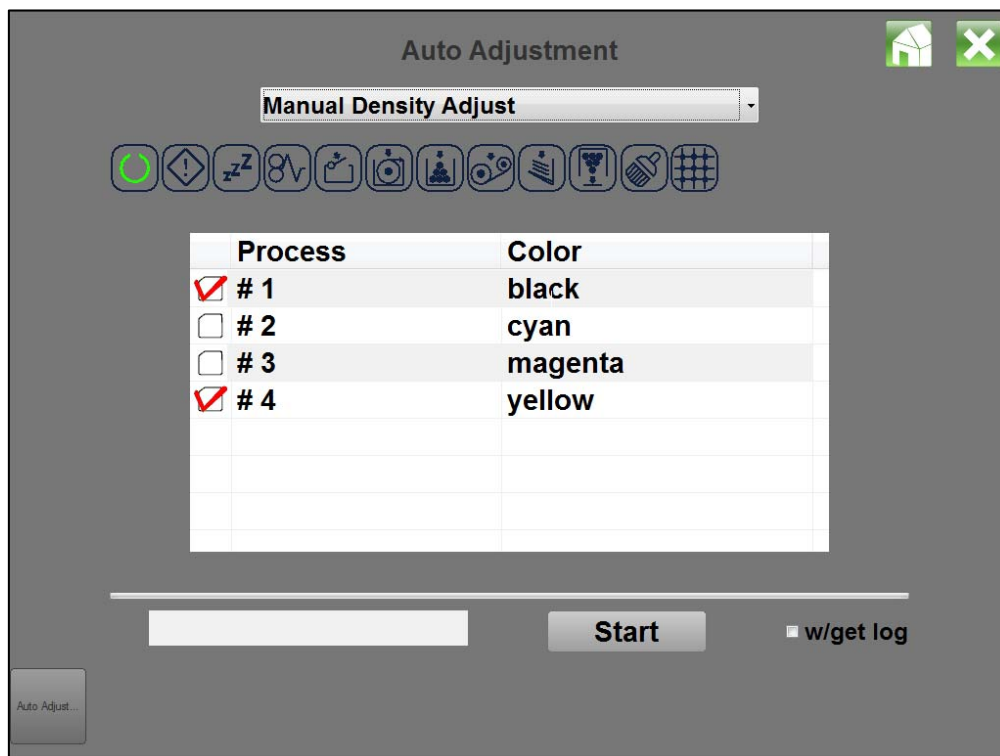 Auto Adjustment
Manual Density Adjust
zzZ
Process Color
# 1 black
# 2 cyan
# 3 magenta
# 4 yellow
Start w/get log
Auto Adjust...